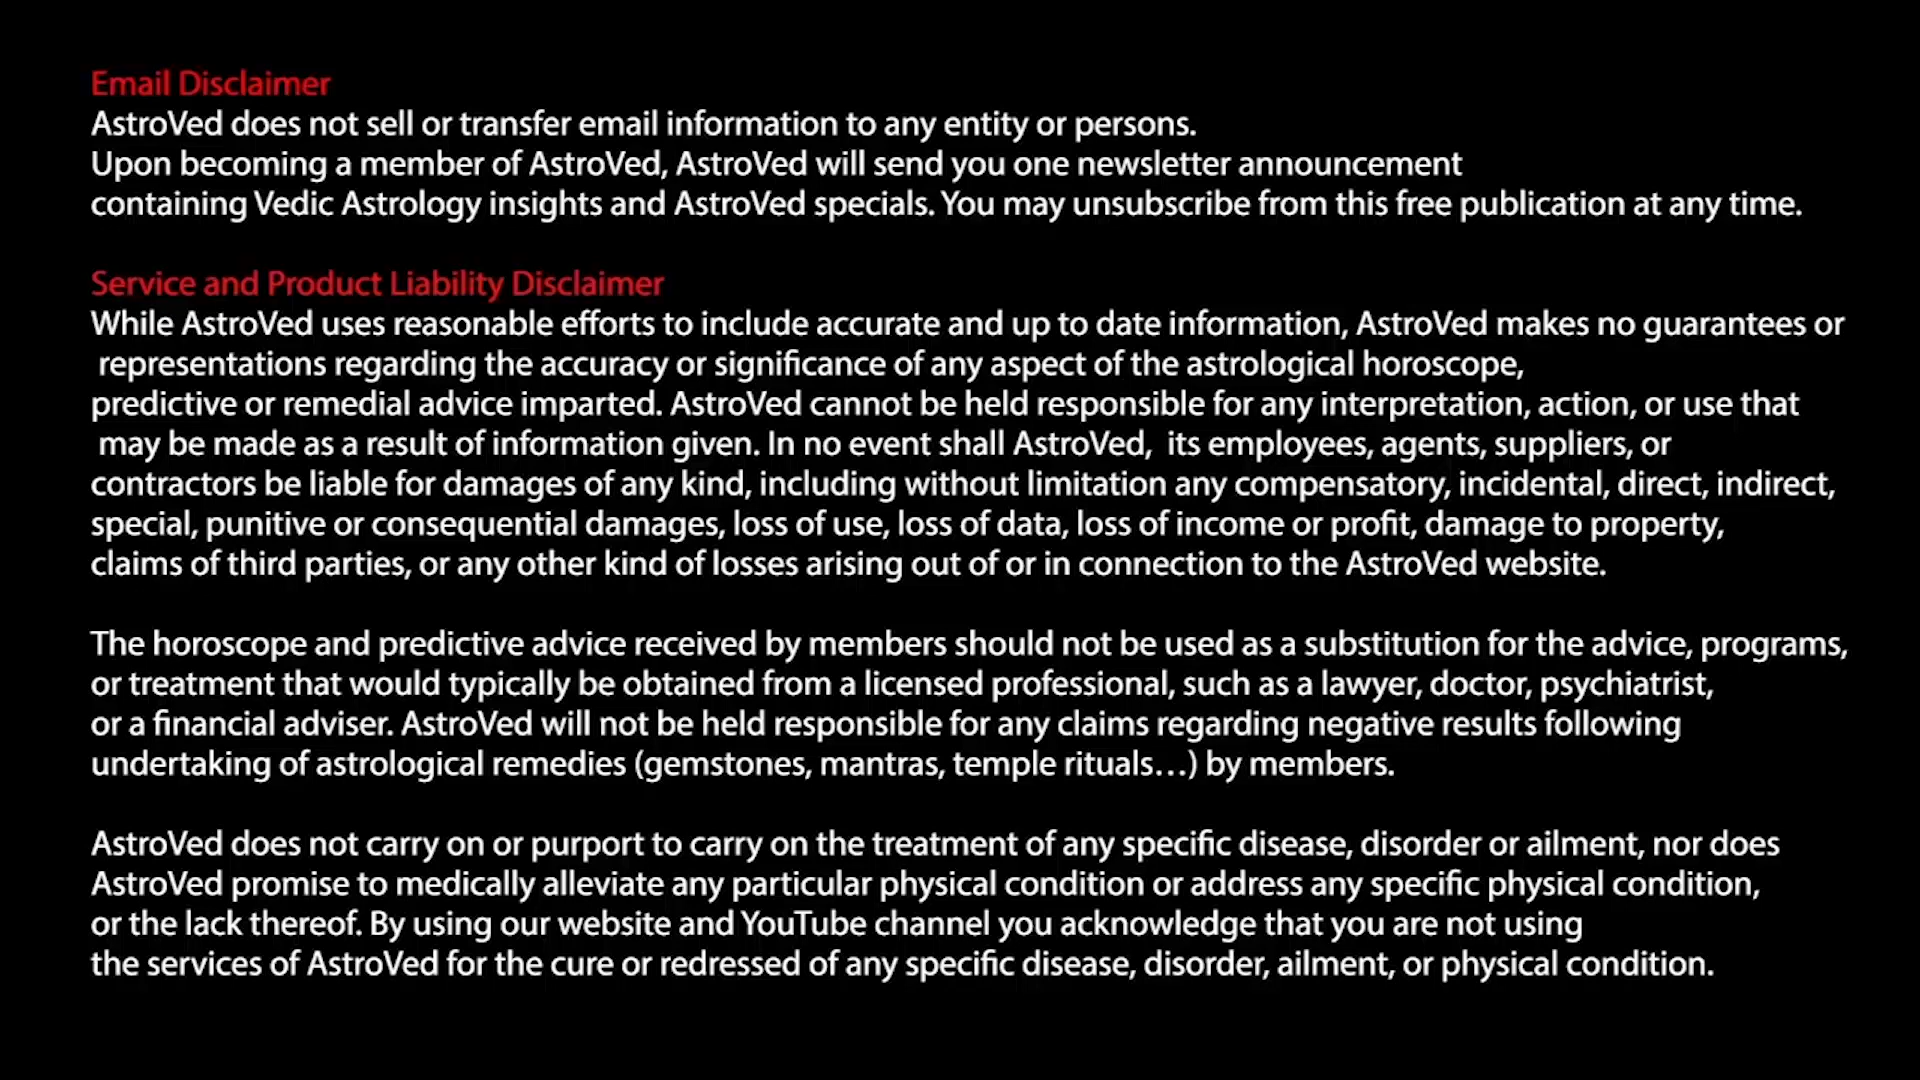 Email Disclaimer
AstroVed does not sell or transfer email information to any entity or persons.
Upon becoming a member of AstroVed, AstroVed will send you one newsletter announcement
containing Vedic Astrology insights and AstroVed specials. You may unsubscribe from this free publication at any time.
Service and Product Liability Disclaimer
While AstroVed uses reasonable efforts to include accurate and up to date information, AstroVed makes no guarantees or
representations regarding the accuracy or significance of any aspect of the astrological horoscope,
predictive or remedial advice imparted. AstroVed cannot be held responsible for any interpretation, action, or use that
may be made as a result of information given. In no event shall AstroVed, its employees, agents, suppliers, or
contractors be liable for damages of any kind, including without limitation any compensatory, incidental, direct, indirect,
special, punitive or consequential damages, loss of use, loss of data, loss of income or profit, damage to property,
claims of third parties, or any other kind of losses arising out of or in connection to the AstroVed website.
The horoscope and predictive advice received by members should not be used as a substitution for the advice, programs,
or treatment that would typically be obtained from a licensed professional, such as a lawyer, doctor, psychiatrist,
or a financial adviser. AstroVed will not be held responsible for any claims regarding negative results following
undertaking of astrological remedies (gemstones, mantras, temple rituals…) by members.
AstroVed does not carry on or purport to carry on the treatment of any specific disease, disorder or ailment, nor does
AstroVed promise to medically alleviate any particular physical condition or address any specific physical condition,
or the lack thereof. By using our website and YouTube channel you acknowledge that you are not using
the services of AstroVed for the cure or redressed of any specific disease, disorder, ailment, or physical condition.